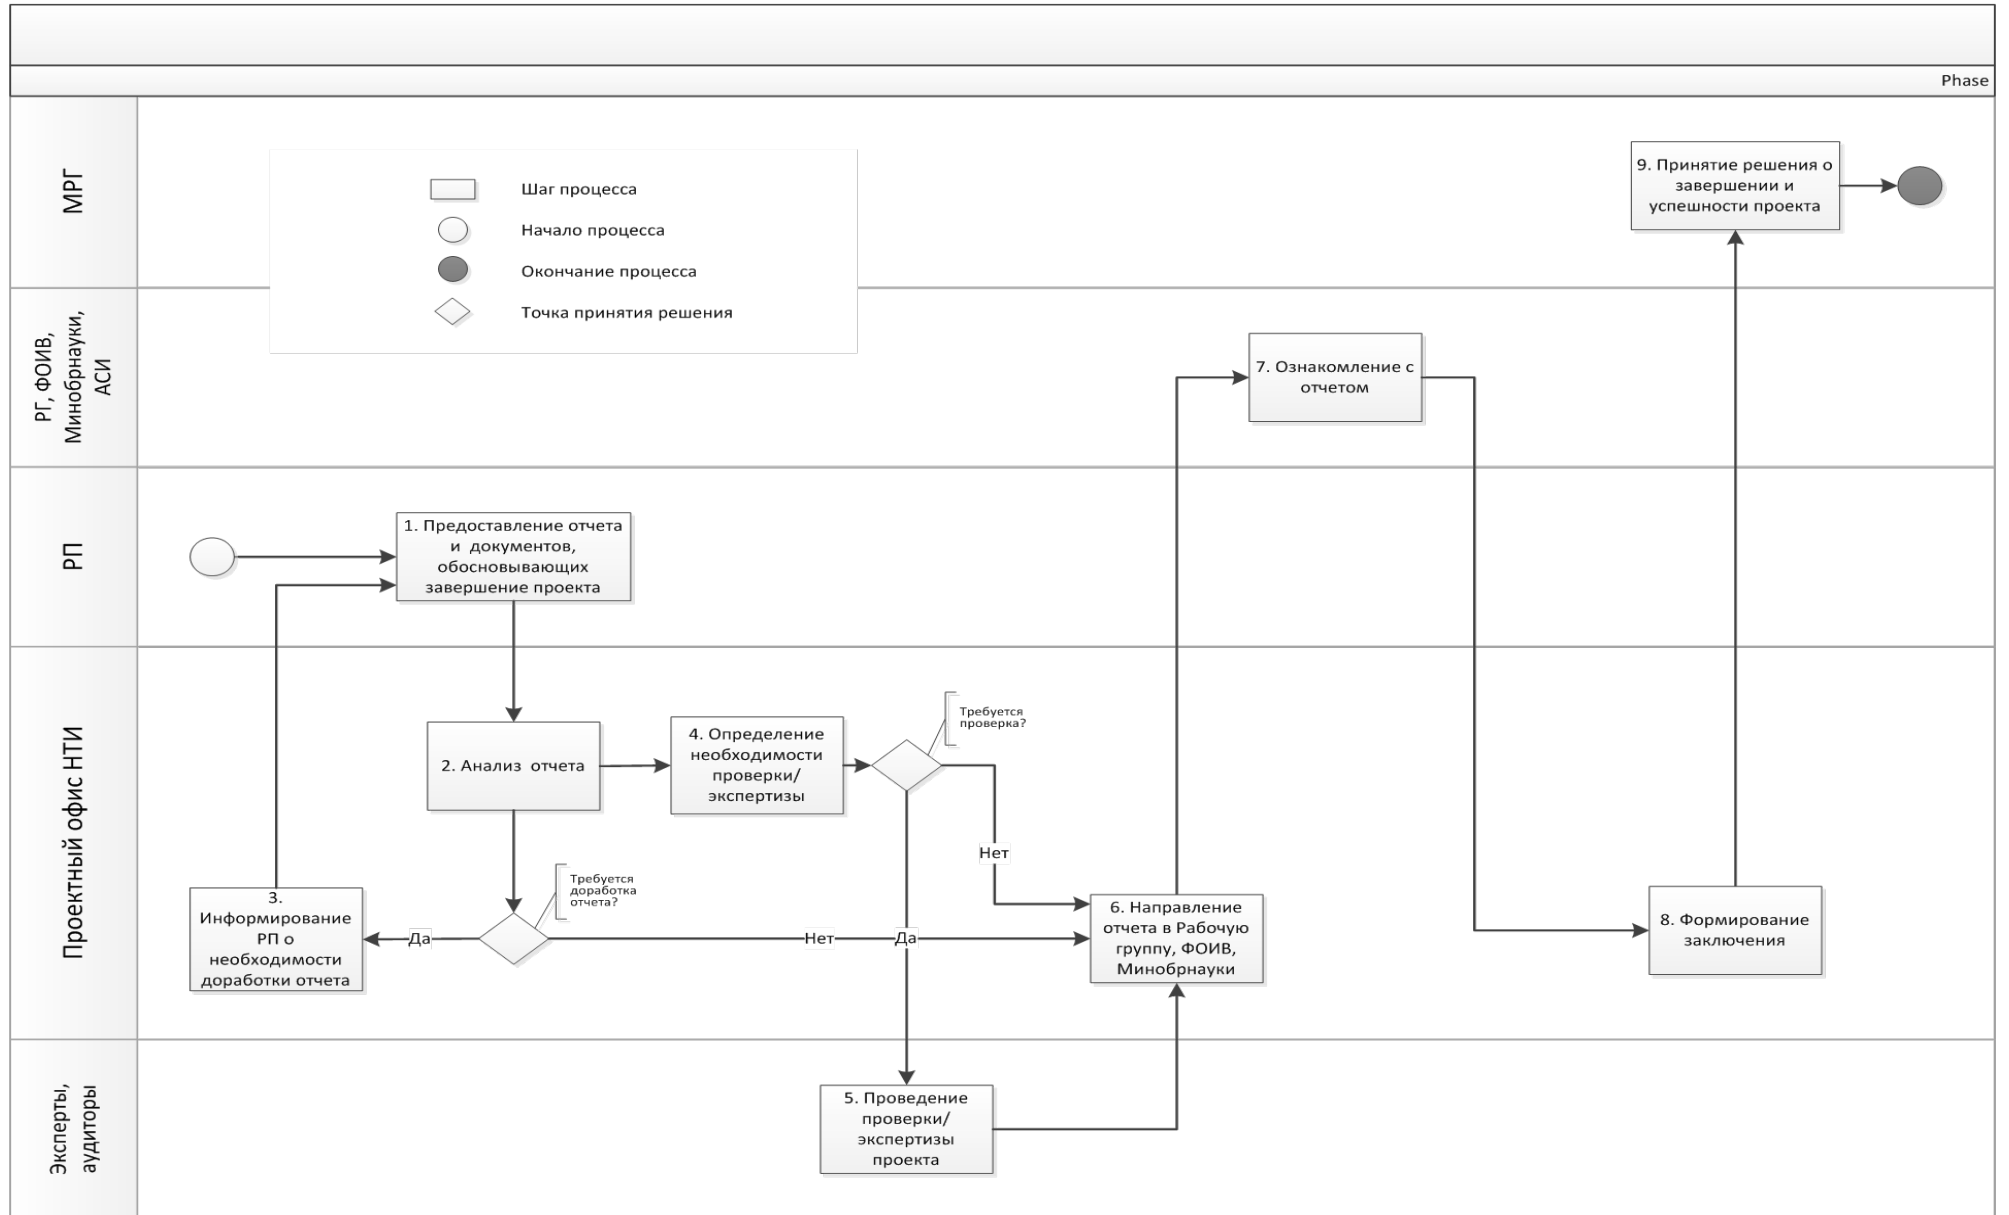 Phase
МРГ
Шаг процесса
Начало процесса
Окончание процесса
Точка принятия решения
9. Принятие решения о
завершении и
успешности проекта
РГ, ФОИВ,
Минобрнауки,
АСИ
7. Ознакомление с
отчетом
РП
1. Предоставление отчета
и документов,
обосновывающих
завершение проекта
Проектный офис НТИ
2. Анализ отчета
4. Определение
необходимости
проверки/
экспертизы
Требуется
проверка?
Нет
Требуется
доработка
отчета?
3.
Информирование
РП о
необходимости
доработки отчета
Да
Нет
Да
6. Направление
отчета в Рабочую
группу, ФОИВ,
Минобрнауки
8. Формирование
заключения
Эксперты,
аудиторы
5. Проведение
проверки/
экспертизы
проекта